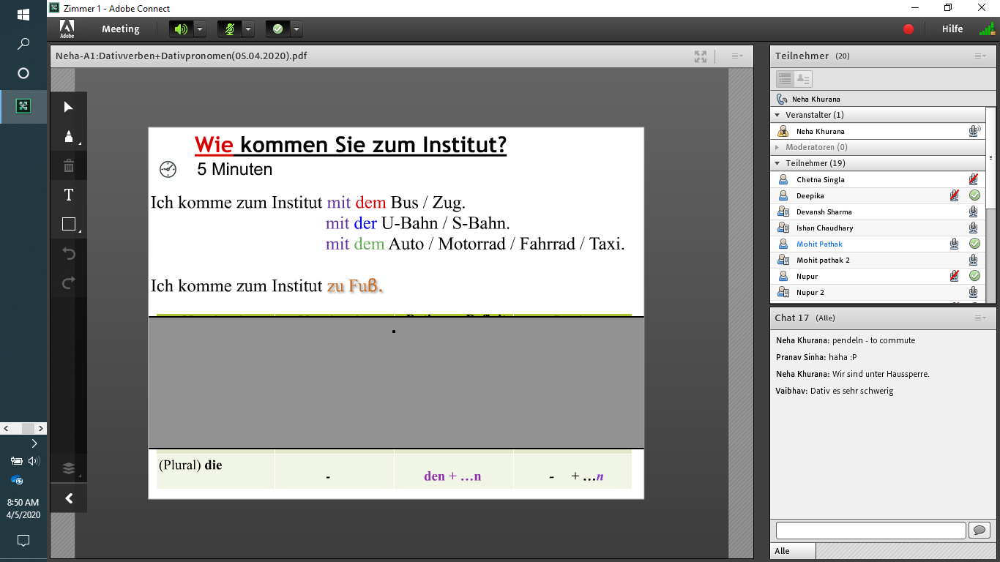 Zimmer 1 - Adobe Connect
Adobe
Meeting
Hilfe
Neha-A1:Dativverben+Dativpronomen(05.04.2020).pdf
Wie kommen Sie zum Institut?
5 Minuten
Ich komme zum Institut mit dem Bus / Zug.
mit der U-Bahn / S-Bahn.
mit dem Auto / Motorrad / Fahrrad / Taxi.
Ich komme zum Institut zu Fuß.
(Plural) die
- den + …n - + …n
T
Teilnehmer (20)
Neha Khurana
Veranstalter (1)
Neha Khurana
Moderatoren (0)
Teilnehmer (19)
Chetna Singla
Deepika
Devansh Sharma
Ishan Chaudhary
Mohit Pathak
Mohit pathak 2
Nupur
Nupur 2
Chat 17 (Alle)
Neha Khurana: pendeln - to commute
Pranav Sinha: haha :P
Neha Khurana: Wir sind unter Haussperre.
Vaibhav: Dativ es sehr schwerig
Alle
8:50 AM
4/5/2020